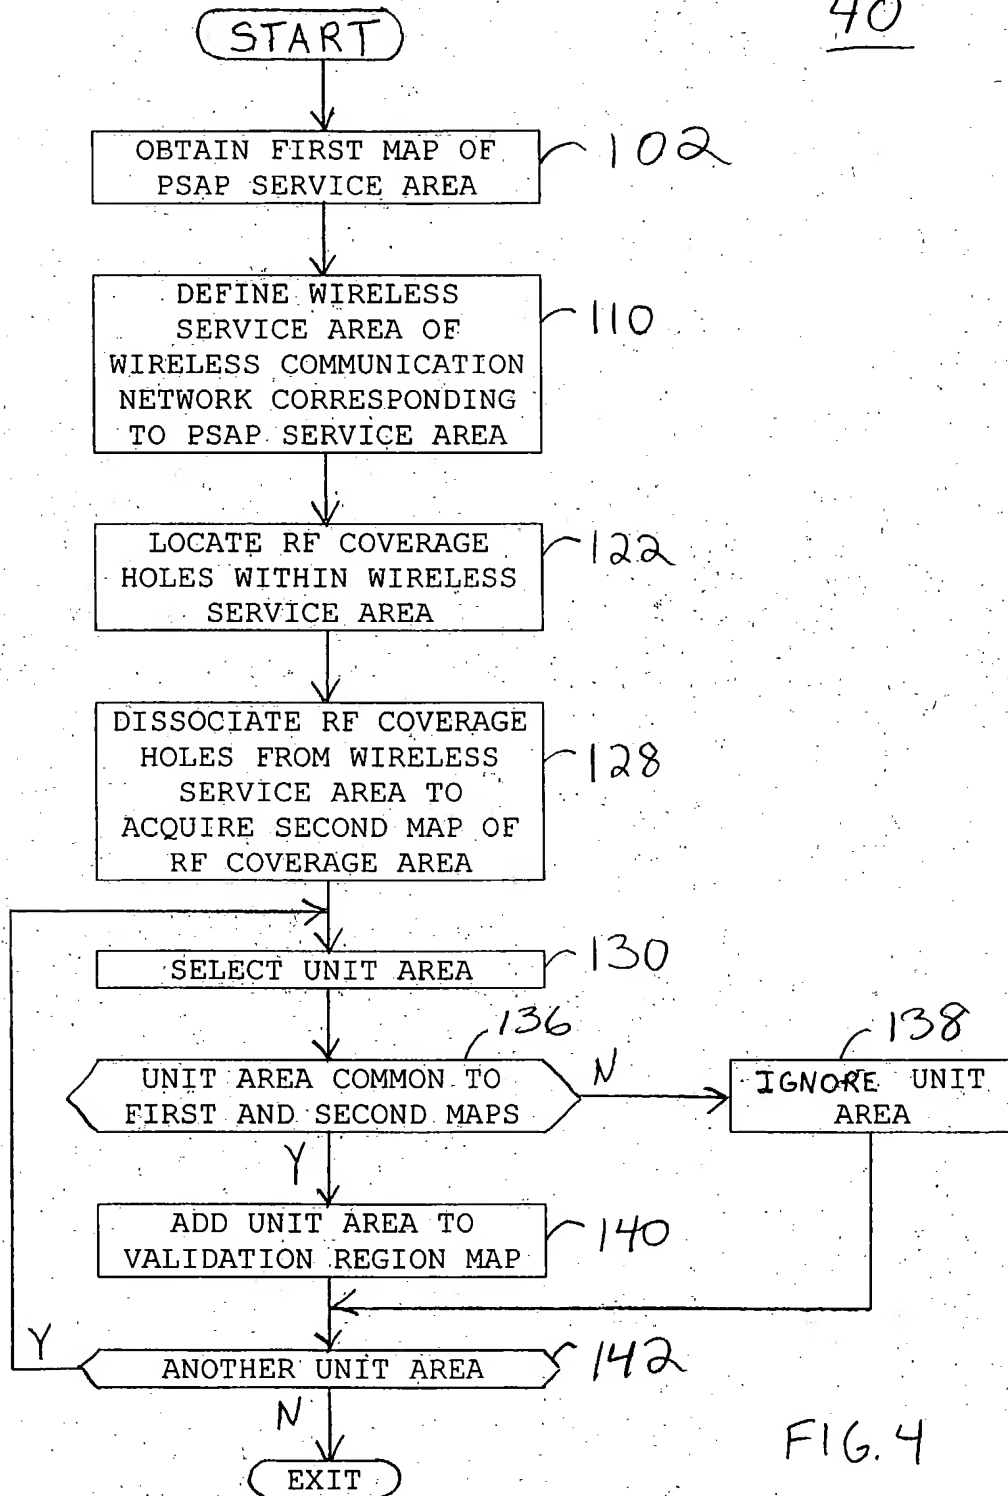 40
START
OBTAIN FIRST MAP OF
PSAP SERVICE AREA
102
DEFINE WIRELESS
SERVICE AREA OF
WIRELESS COMMUNICATION
NETWORK CORRESPONDING
TO PSAP SERVICE AREA
110
LOCATE RF COVERAGE
HOLES WITHIN WIRELESS
SERVICE AREA
122
DISSOCIATE RF COVERAGE
HOLES FROM WIRELESS
SERVICE AREA TO
ACQUIRE SECOND MAP OF
RF COVERAGE AREA
128
SELECT UNIT AREA
130
136
UNIT AREA COMMON TO
FIRST AND SECOND MAPS
N
138
IGNORE UNIT
AREA
Y
ADD UNIT AREA TO
VALIDATION REGION MAP
140
Y
ANOTHER UNIT AREA
142
N
EXIT
FIG. 4